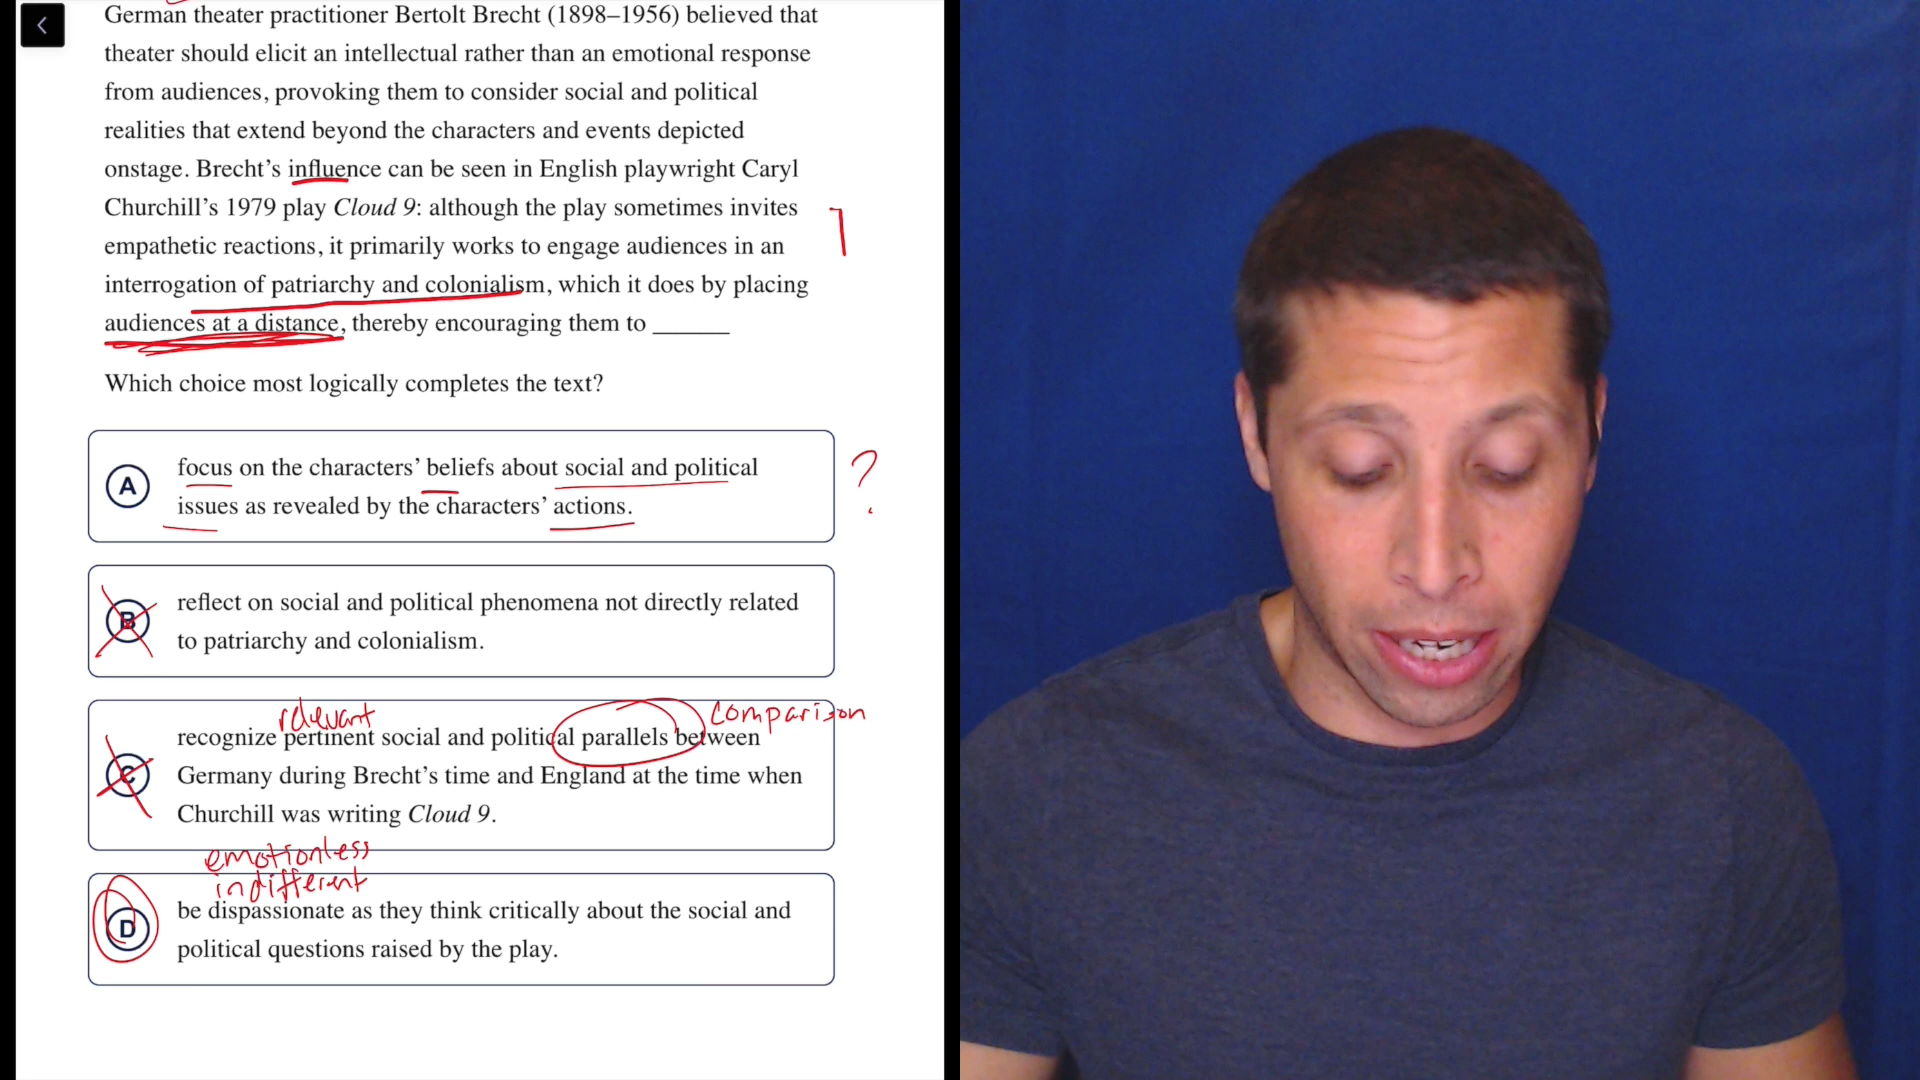 German theater practitioner Bertolt Brecht (1898–1956) believed that
theater should elicit an intellectual rather than an emotional response
from audiences, provoking them to consider social and political
realities that extend beyond the characters and events depicted
onstage. Brecht’s influence can be seen in English playwright Caryl
Churchill’s 1979 play Cloud 9: although the play sometimes invites
empathetic reactions, it primarily works to engage audiences in an
interrogation of patriarchy and colonialism, which it does by placing
audiences at a distance, thereby encouraging them to ______
Which choice most logically completes the text?
A
focus on the characters’ beliefs about social and political
issues as revealed by the characters’ actions.
?
B
reflect on social and political phenomena not directly related
to patriarchy and colonialism.
relevant
comparison
C
recognize pertinent social and political parallels between
Germany during Brecht’s time and England at the time when
Churchill was writing Cloud 9.
emotionless
indifferent
D
be dispassionate as they think critically about the social and
political questions raised by the play.